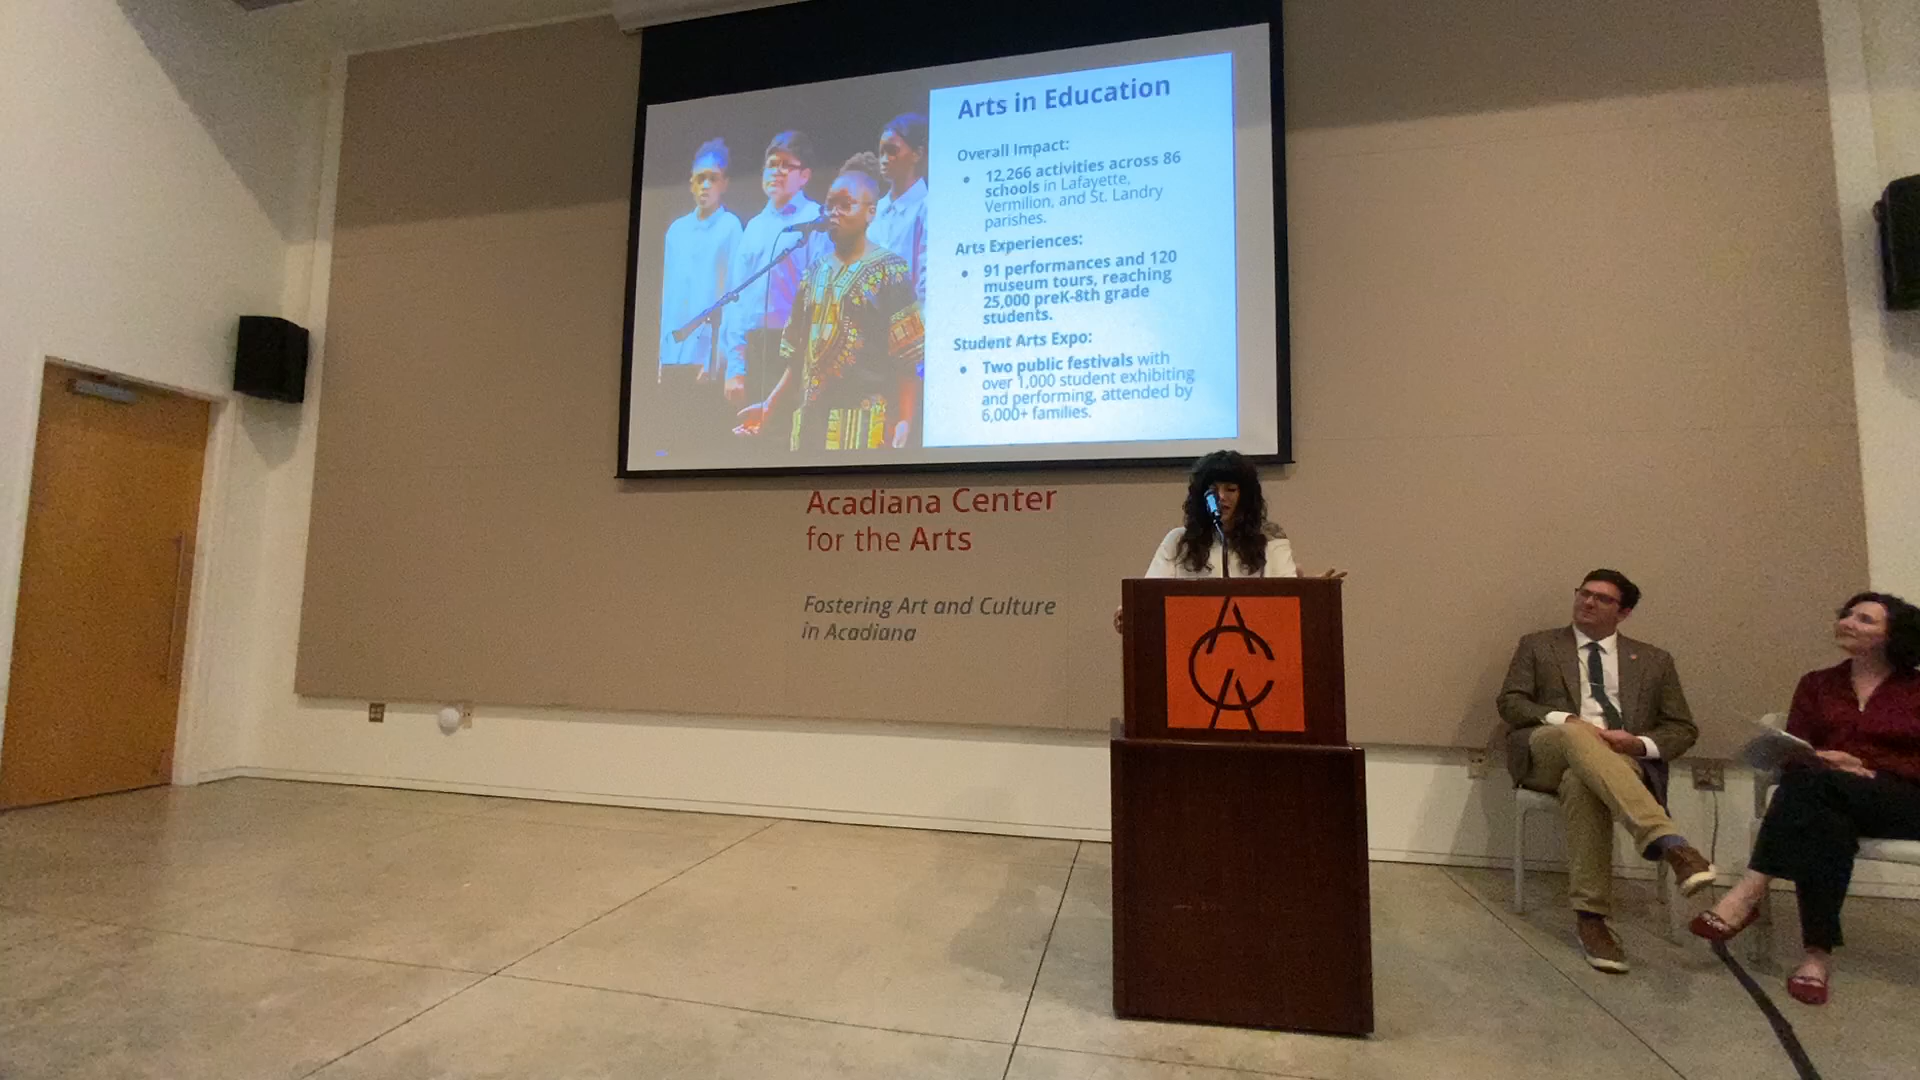 Arts in Education
Overall Impact:
• 12,266 activities across 86
schools in Lafayette,
Vermilion, and St. Landry
parishes.
Arts Experiences:
• 91 performances and 120
museum tours, reaching
25,000 preK-8th grade
students.
Student Arts Expo:
• Two public festivals with
over 1,000 student exhibiting
and performing, attended by
6,000+ families.
Acadiana Center
for the Arts
Fostering Art and Culture
in Acadiana
ACA